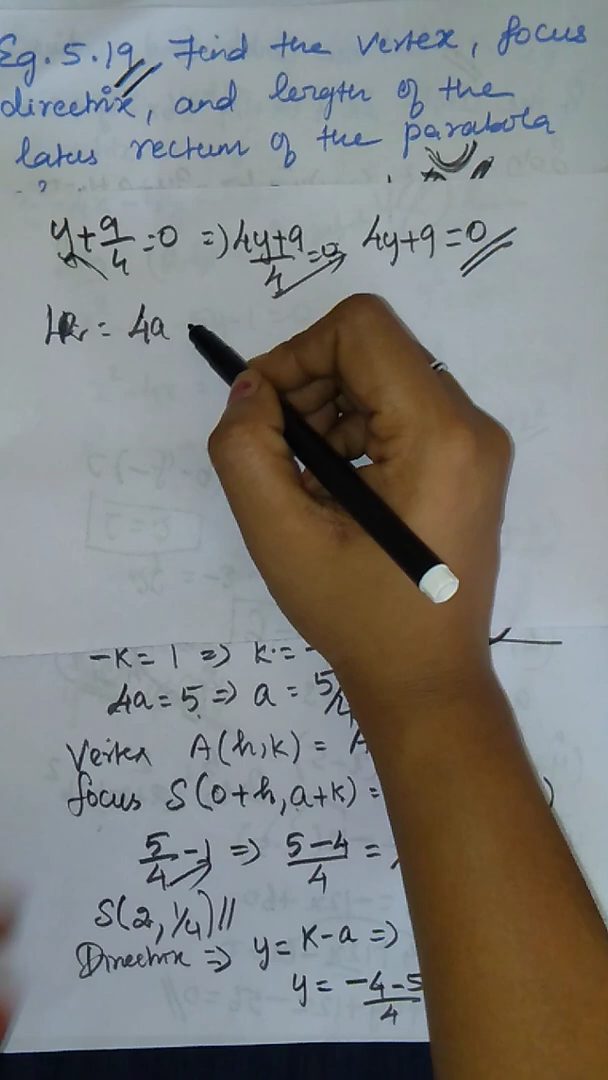 Eg. 5.19 Find the vertex, focus
directrix, and length of the
latus rectum of the parabola
y+9/4=0 => 4y+9/4=0 4y+9=0
LR = 4a
-k= 1 => k =
4a=5 => a = 5/4
Vertex A(h,k) = A
focus S(0+h, a+k) = )
5/4 -1 => 5-4/4 =
S(2, 1/4)//
Directrix => y= k-a =>
y= -4-5/4